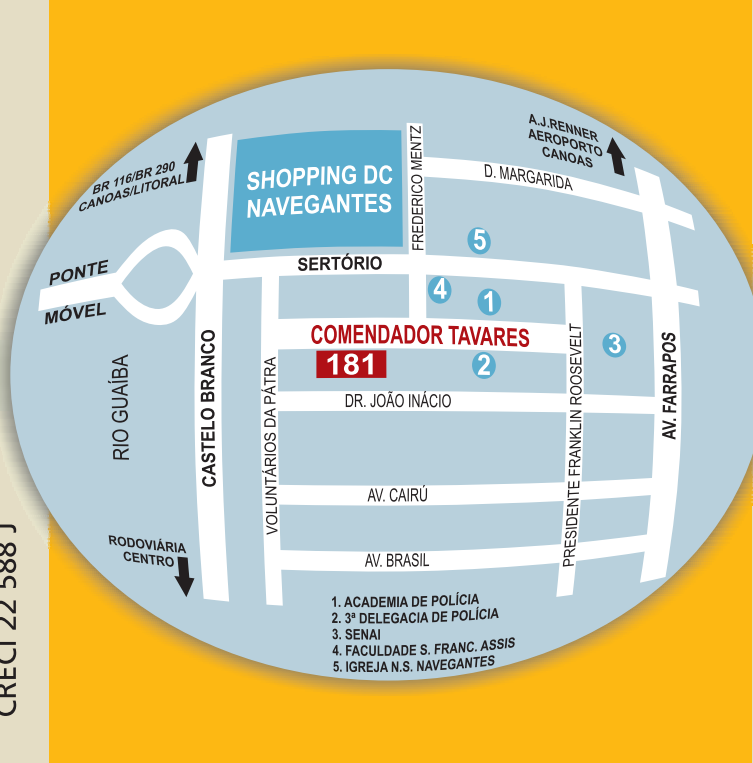 A.J.RENNER
AEROPORTO
CANOAS
BR 116/BR 290
CANOAS/LITORAL
SHOPPING DC
NAVEGANTES
FREDERICO MENTZ
D. MARGARIDA
5
SERTÓRIO
PONTE
MÓVEL
4
1
COMENDADOR TAVARES
181
2
3
RIO GUAÍBA
CASTELO BRANCO
VOLUNTÁRIOS DA PÁTRA
PRESIDENTE FRANKLIN ROOSEVELT
AV. FARRAPOS
DR. JOÃO INÁCIO
AV. CAIRÚ
AV. BRASIL
RODOVIÁRIA
CENTRO
1. ACADEMIA DE POLÍCIA
2. 3ª DELEGACIA DE POLÍCIA
3. SENAI
4. FACULDADE S. FRANC. ASSIS
5. IGREJA N.S. NAVEGANTES
CRECI 22 588 J